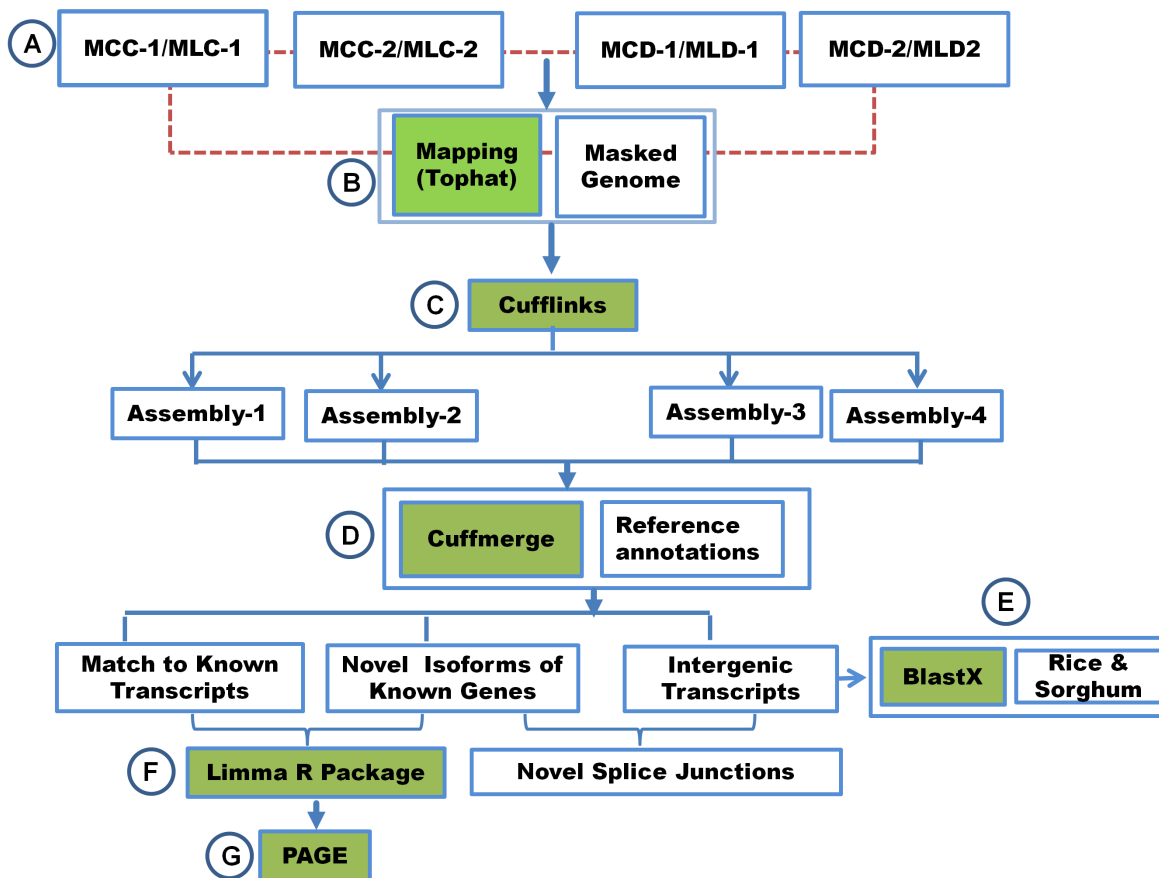 A
MCC-1/MLC-1
MCC-2/MLC-2
MCD-1/MLD-1
MCD-2/MLD2
B
Mapping
(Tophat)
Masked
Genome
C
Cufflinks
Assembly-1
Assembly-2
Assembly-3
Assembly-4
D
Cuffmerge
Reference
annotations
E
Match to Known
Transcripts
Novel Isoforms of
Known Genes
Intergenic
Transcripts
BlastX
Rice &
Sorghum
F
Limma R Package
Novel Splice Junctions
G
PAGE